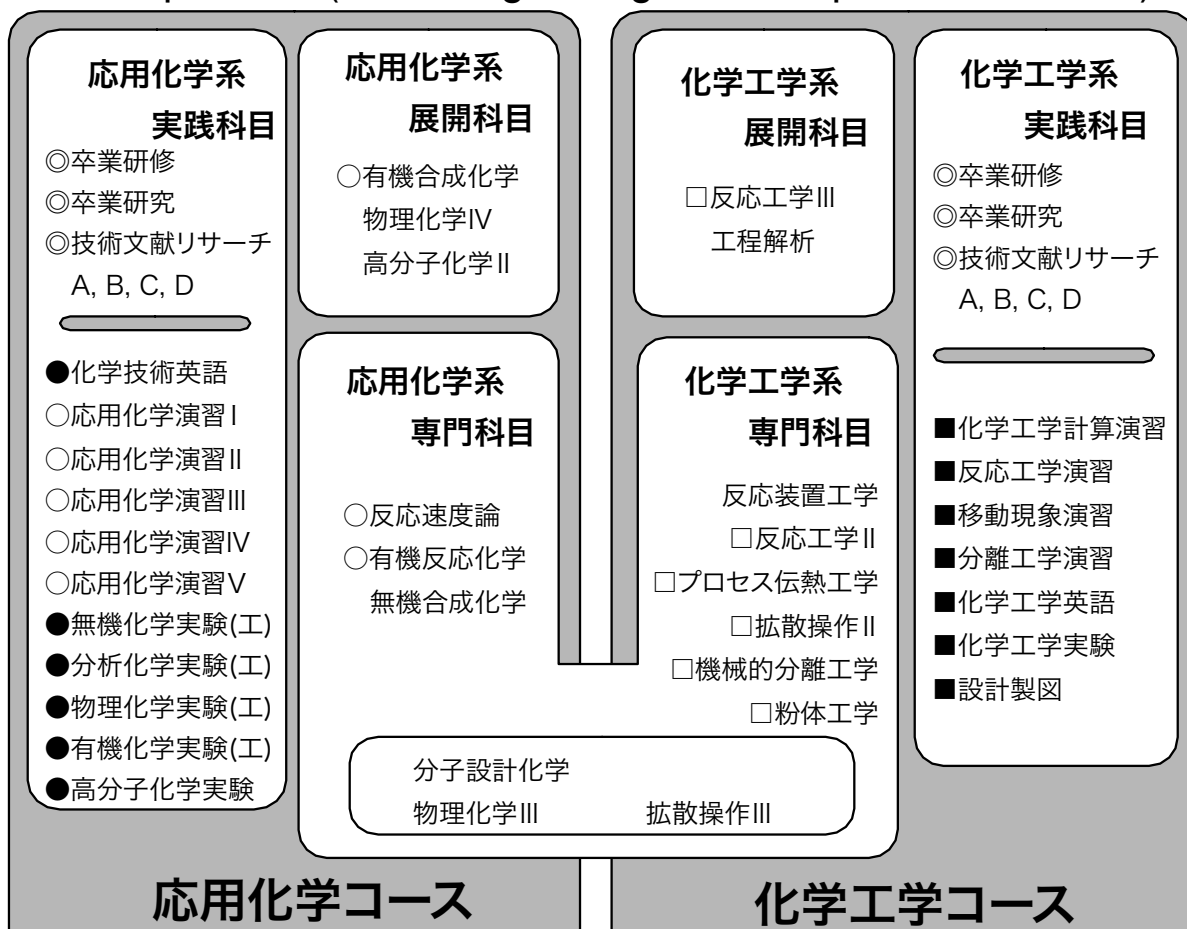 応用化学系
実践科目
◎卒業研修
◎卒業研究
◎技術文献リサーチ
A, B, C, D
●化学技術英語
○応用化学演習Ⅰ
○応用化学演習Ⅱ
○応用化学演習Ⅲ
○応用化学演習Ⅳ
○応用化学演習Ⅴ
●無機化学実験(工)
●分析化学実験(工)
●物理化学実験(工)
●有機化学実験(工)
●高分子化学実験
応用化学系
展開科目
○有機合成化学
物理化学Ⅳ
高分子化学Ⅱ
応用化学系
専門科目
○反応速度論
○有機反応化学
無機合成化学
化学工学系
展開科目
□反応工学Ⅲ
工程解析
化学工学系
専門科目
反応装置工学
□反応工学Ⅱ
□プロセス伝熱工学
□拡散操作Ⅱ
□機械的分離工学
□粉体工学
分子設計化学
物理化学Ⅲ 拡散操作Ⅲ
化学工学系
実践科目
◎卒業研修
◎卒業研究
◎技術文献リサーチ
A, B, C, D
■化学工学計算演習
■反応工学演習
■移動現象演習
■分離工学演習
■化学工学英語
■化学工学実験
■設計製図
応用化学コース
化学工学コース